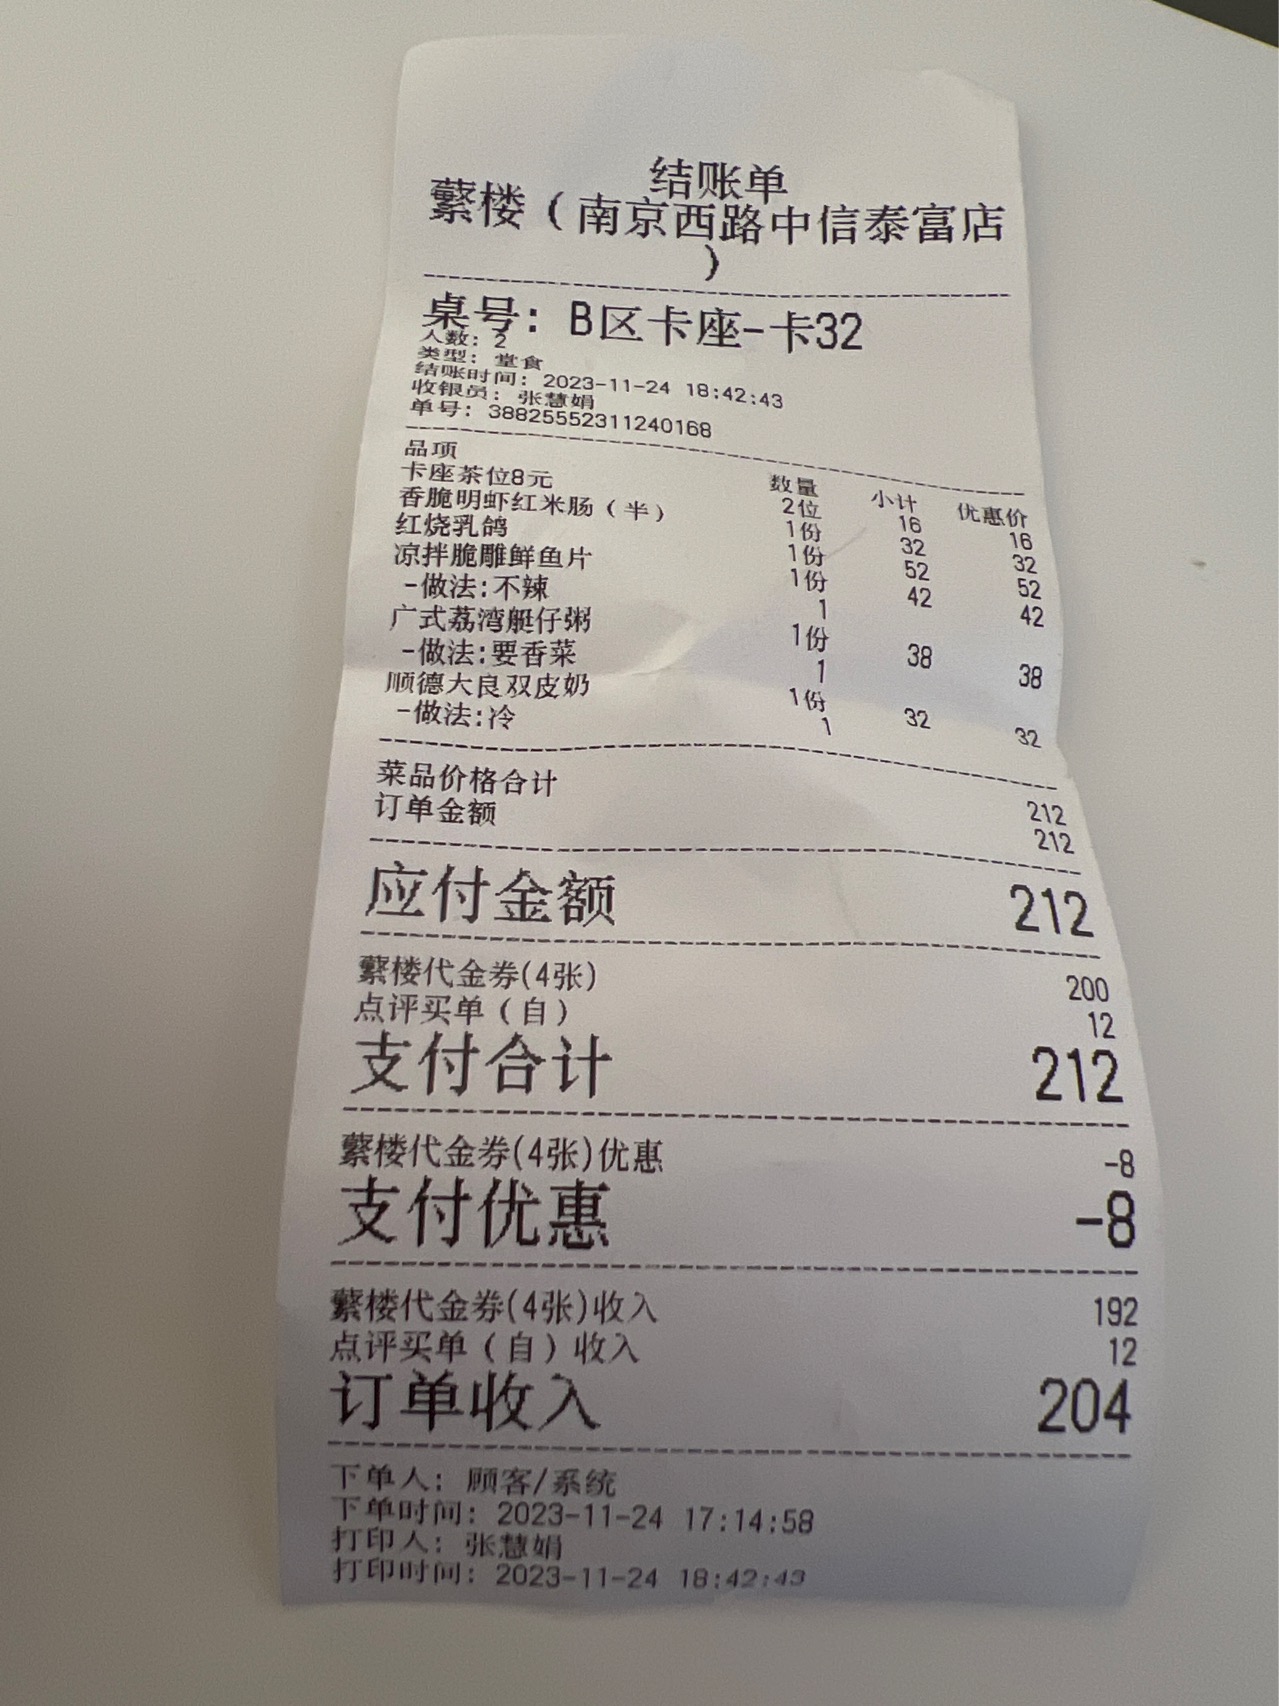 结账单
蘩楼（南京西路中信泰富店
）
桌号：B区卡座-卡32
人数：2
类型：堂食
结账时间：2023-11-24 18:42:43
收银员：张慧娟
单号：38825552311240168
品项 数量 小计 优惠价
卡座茶位8元 2位 16 16
香脆明虾红米肠（半） 1份 32 32
红烧乳鸽 1份 52 52
凉拌脆雕鲜鱼片 1份 42 42
-做法:不辣 1
广式荔湾艇仔粥 1份 38 38
-做法:要香菜 1
顺德大良双皮奶 1份 32 32
-做法:冷 1
菜品价格合计 212
订单金额 212
应付金额 212
蘩楼代金券(4张) 200
点评买单（自） 12
支付合计 212
蘩楼代金券(4张)优惠 -8
支付优惠 -8
蘩楼代金券(4张)收入 192
点评买单（自）收入 12
订单收入 204
下单人：顾客/系统
下单时间：2023-11-24 17:14:58
打印人：张慧娟
打印时间：2023-11-24 18:42:43